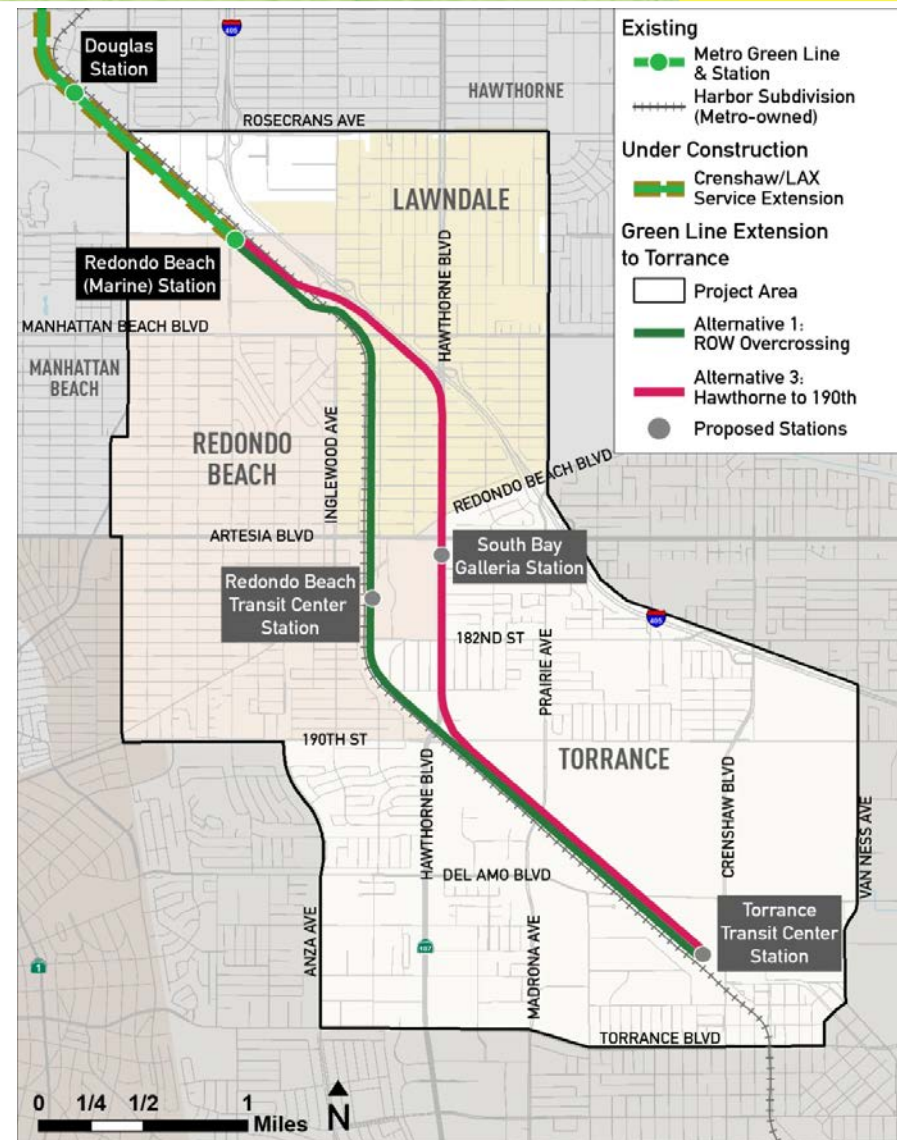 Douglas
Station
405
HAWTHORNE
ROSECRANS AVE
LAWNDALE
HAWTHORNE BLVD
Redondo Beach
(Marine) Station
MANHATTAN BEACH BLVD
MANHATTAN
BEACH
REDONDO
BEACH
INGLEWOOD AVE
REDONDO BEACH BLVD
ARTESIA BLVD
South Bay
Galleria Station
Redondo Beach
Transit Center
Station
405
182ND ST
PRAIRIE AVE
190TH ST
TORRANCE
HAWTHORNE BLVD
CRENSHAW BLVD
VAN NESS AVE
DEL AMO BLVD
ANZA AVE
MADRONA AVE
Torrance
Transit Center
Station
107
1
TORRANCE BLVD
0 1/4 1/2 1
Miles
N
Existing
Metro Green Line
& Station
Harbor Subdivision
(Metro-owned)
Under Construction
Crenshaw/LAX
Service Extension
Green Line Extension
to Torrance
Project Area
Alternative 1:
ROW Overcrossing
Alternative 3:
Hawthorne to 190th
Proposed Stations